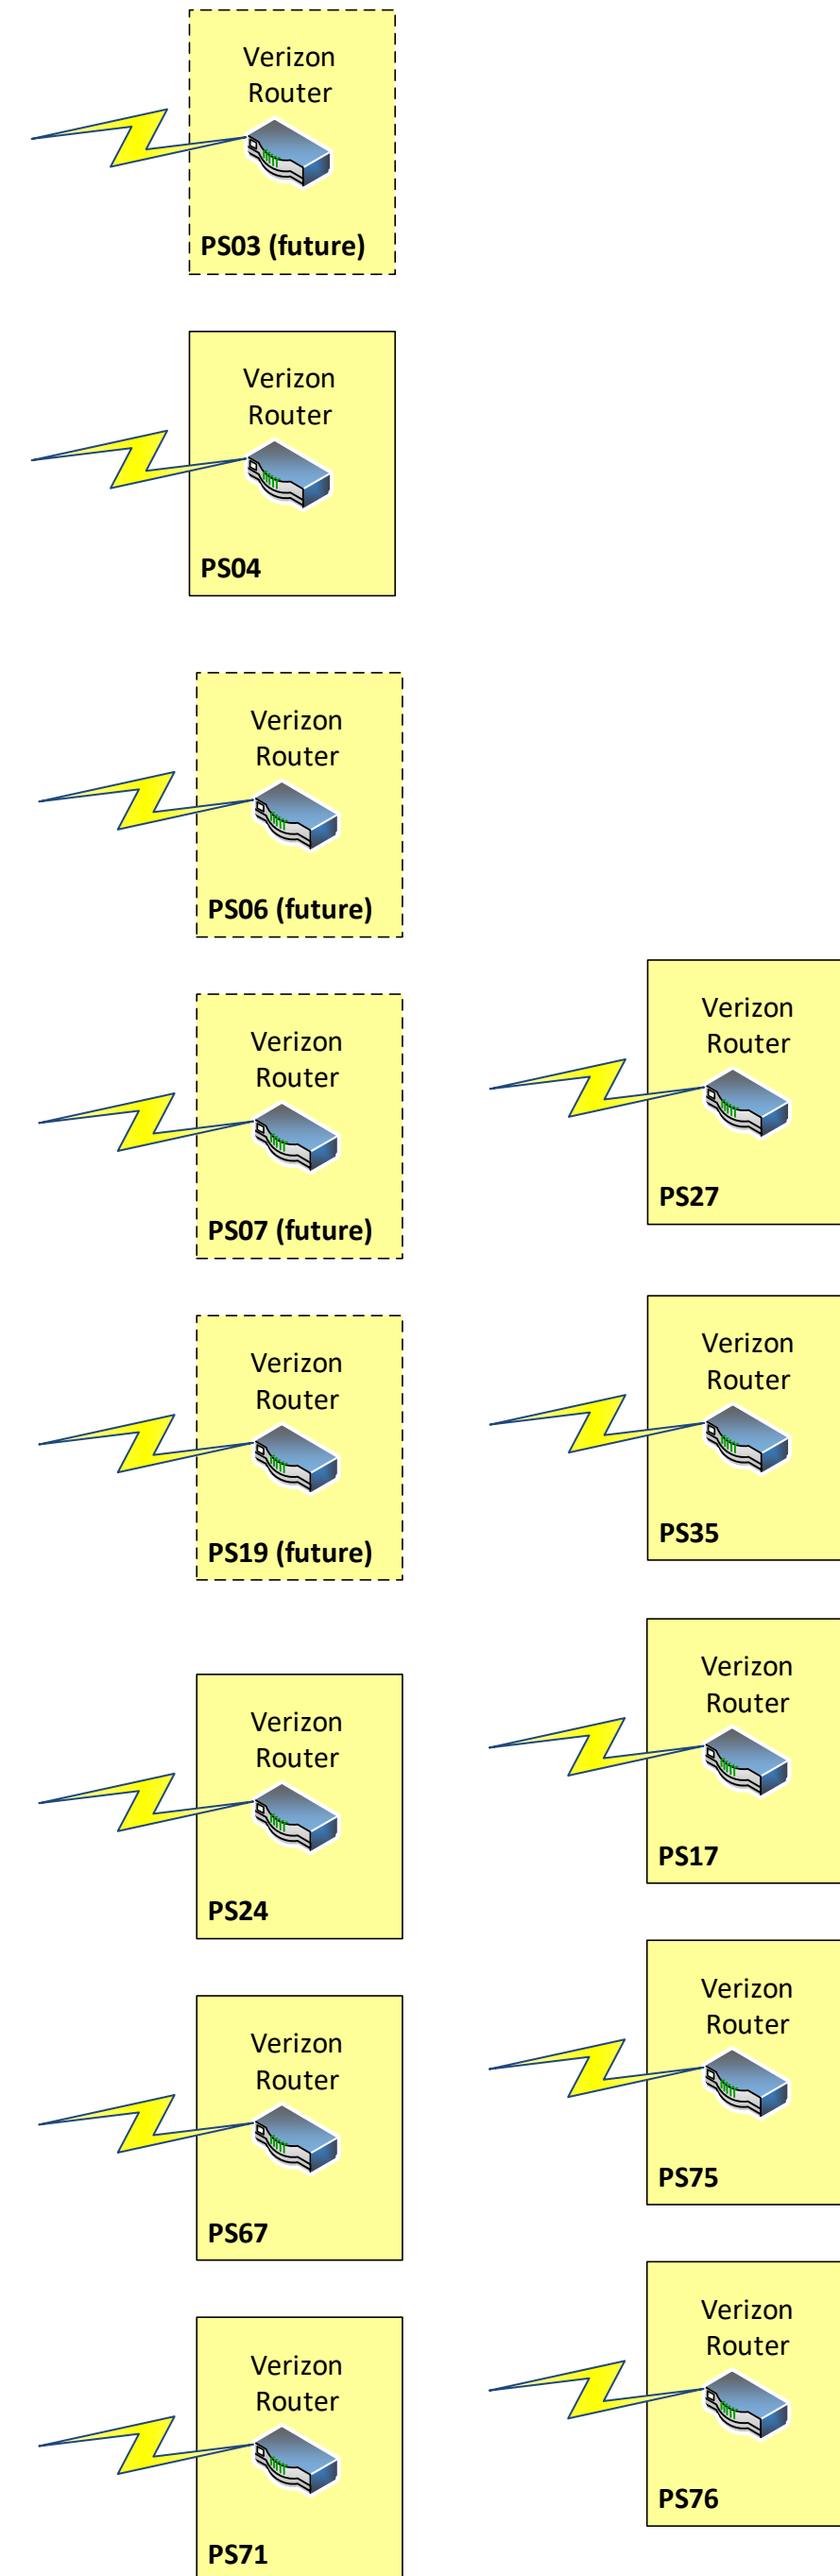 Verizon
Router
PS03 (future)
Verizon
Router
PS04
Verizon
Router
PS06 (future)
Verizon
Router
PS07 (future)
Verizon
Router
PS19 (future)
Verizon
Router
PS24
Verizon
Router
PS67
Verizon
Router
PS71
Verizon
Router
PS27
Verizon
Router
PS35
Verizon
Router
PS17
Verizon
Router
PS75
Verizon
Router
PS76